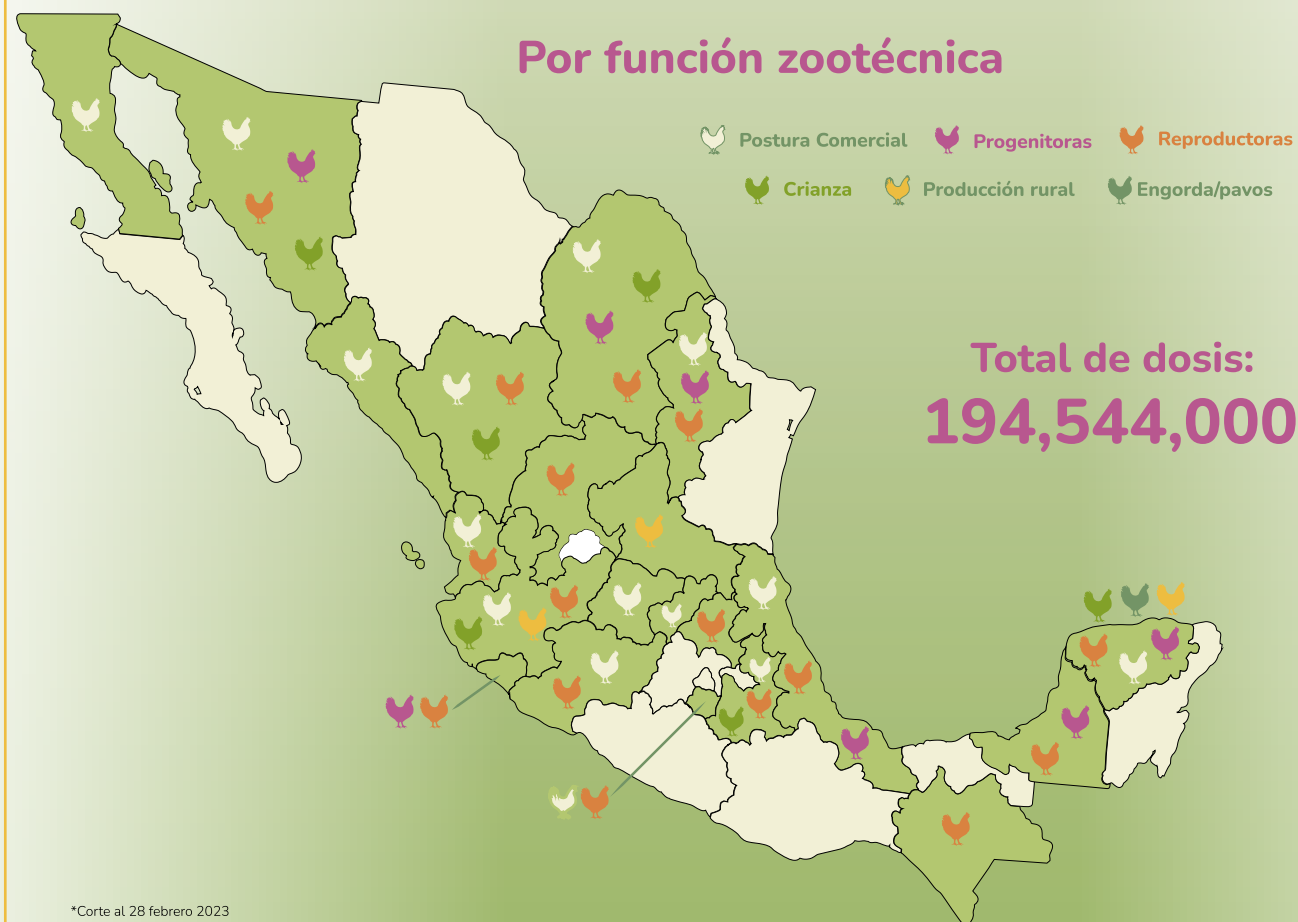 Por función zootécnica
Postura Comercial Progenitoras Reproductoras
Crianza Producción rural Engorda/pavos
Total de dosis:
194,544,000
*Corte al 28 febrero 2023